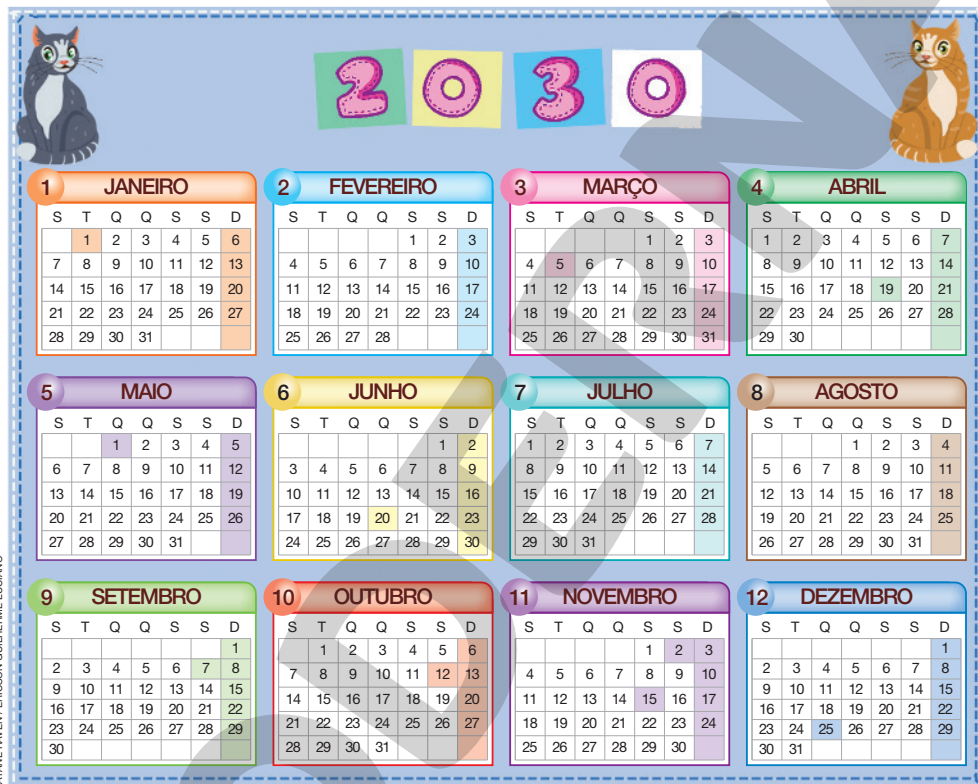 2030
1 JANEIRO
S T Q Q S S D
1 2 3 4 5 6
7 8 9 10 11 12 13
14 15 16 17 18 19 20
21 22 23 24 25 26 27
28 29 30 31
2 FEVEREIRO
S T Q Q S S D
1 2 3
4 5 6 7 8 9 10
11 12 13 14 15 16 17
18 19 20 21 22 23 24
25 26 27 28
3 MARÇO
S T Q Q S S D
1 2 3
4 5 6 7 8 9 10
11 12 13 14 15 16 17
18 19 20 21 22 23 24
25 26 27 28 29 30 31
4 ABRIL
S T Q Q S S D
1 2 3 4 5 6 7
8 9 10 11 12 13 14
15 16 17 18 19 20 21
22 23 24 25 26 27 28
29 30
5 MAIO
S T Q Q S S D
1 2 3 4 5
6 7 8 9 10 11 12
13 14 15 16 17 18 19
20 21 22 23 24 25 26
27 28 29 30 31
6 JUNHO
S T Q Q S S D
1 2
3 4 5 6 7 8 9
10 11 12 13 14 15 16
17 18 19 20 21 22 23
24 25 26 27 28 29 30
7 JULHO
S T Q Q S S D
1 2 3 4 5 6 7
8 9 10 11 12 13 14
15 16 17 18 19 20 21
22 23 24 25 26 27 28
29 30 31
8 AGOSTO
S T Q Q S S D
1 2 3 4
5 6 7 8 9 10 11
12 13 14 15 16 17 18
19 20 21 22 23 24 25
26 27 28 29 30 31
9 SETEMBRO
S T Q Q S S D
1
2 3 4 5 6 7 8
9 10 11 12 13 14 15
16 17 18 19 20 21 22
23 24 25 26 27 28 29
30
10 OUTUBRO
S T Q Q S S D
1 2 3 4 5 6
7 8 9 10 11 12 13
14 15 16 17 18 19 20
21 22 23 24 25 26 27
28 29 30 31
11 NOVEMBRO
S T Q Q S S D
1 2 3
4 5 6 7 8 9 10
11 12 13 14 15 16 17
18 19 20 21 22 23 24
25 26 27 28 29 30
12 DEZEMBRO
S T Q Q S S D
1
2 3 4 5 6 7 8
9 10 11 12 13 14 15
16 17 18 19 20 21 22
23 24 25 26 27 28 29
30 31